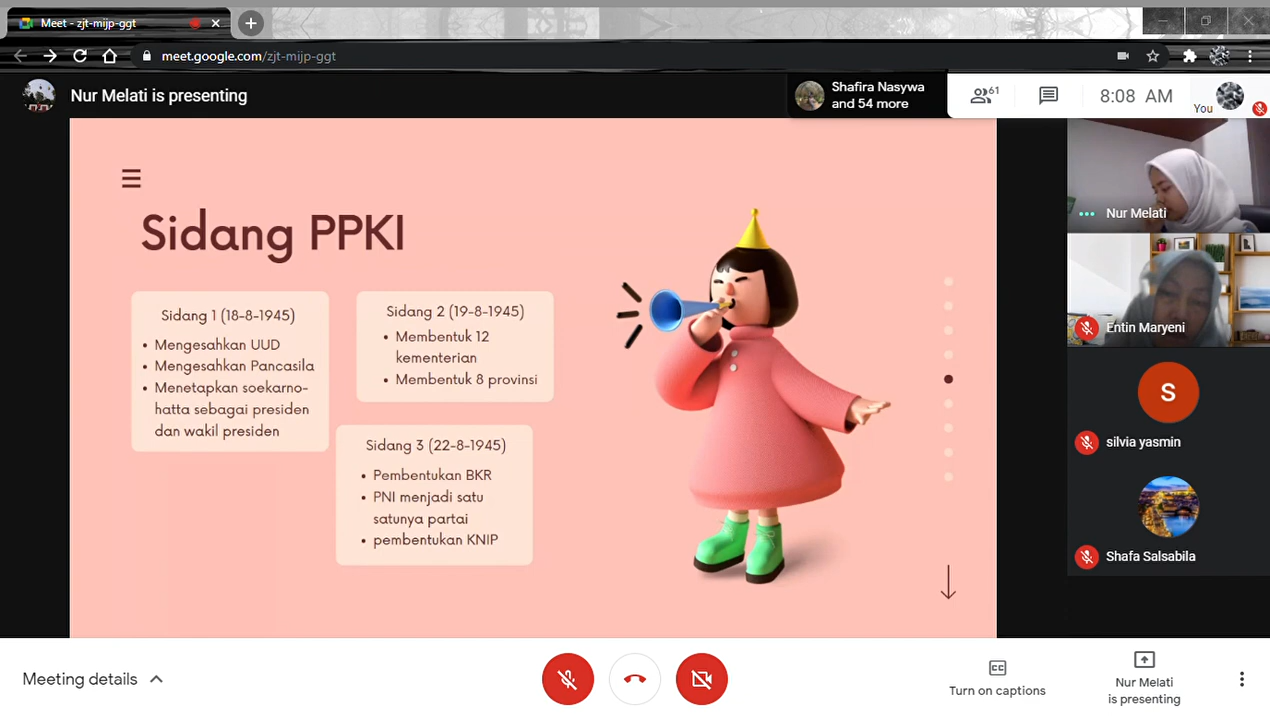 Meet - zjt-mijp-ggt
meet.google.com/zjt-mijp-ggt
Nur Melati is presenting
Shafira Nasywa
and 54 more
61
8:08 AM
You
Sidang PPKI
Sidang 1 (18-8-1945)
• Mengesahkan UUD
• Mengesahkan Pancasila
• Menetapkan soekarno-
hatta sebagai presiden
dan wakil presiden
Sidang 2 (19-8-1945)
• Membentuk 12
kementerian
• Membentuk 8 provinsi
Sidang 3 (22-8-1945)
• Pembentukan BKR
• PNI menjadi satu
satunya partai
• pembentukan KNIP
Nur Melati
Entin Maryeni
S
silvia yasmin
Shafa Salsabila
Meeting details
CC
Turn on captions
Nur Melati
is presenting